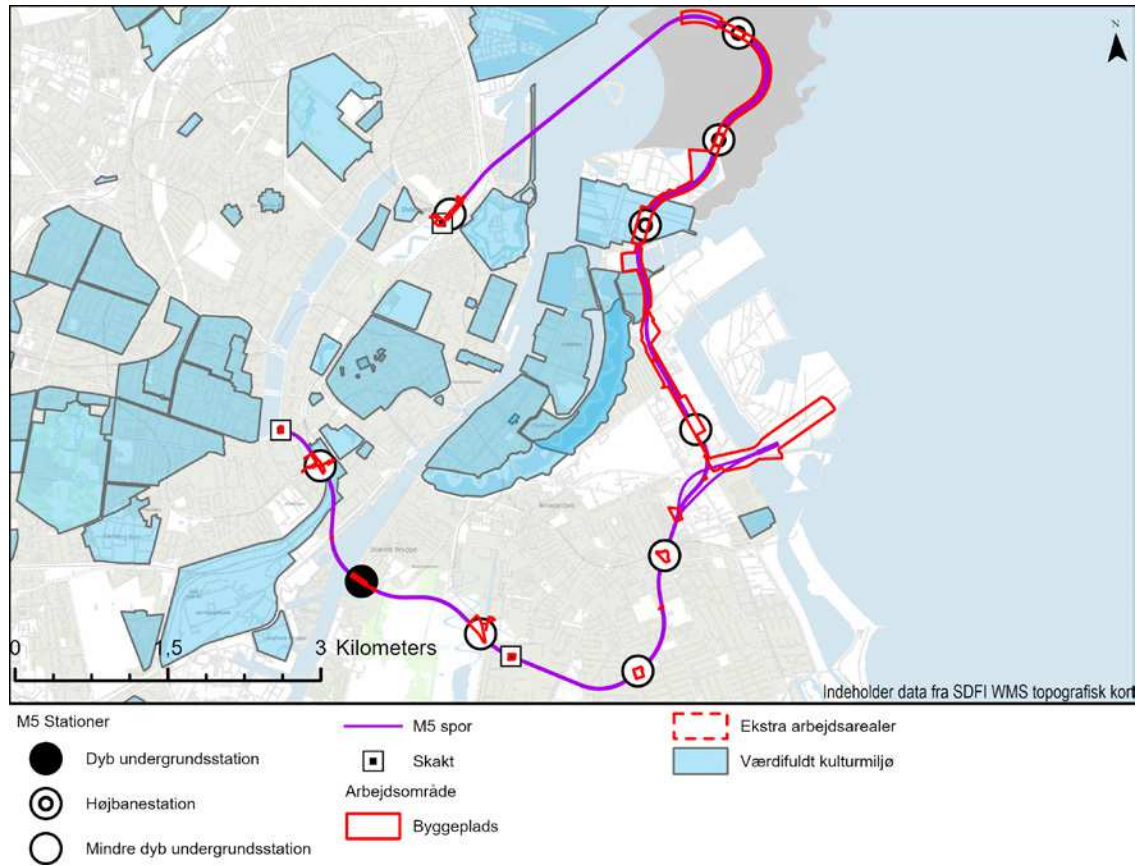 N
0 1,5 3 Kilometers
Indeholder data fra SDFI WMS topografisk kort
M5 Stationer
Dyb undergrundsstation
Højbanestation
Mindre dyb undergrundsstation
M5 spor
Skakt
Arbejdsområde
Byggeplads
Ekstra arbejdsarealer
Værdifuldt kulturmiljø